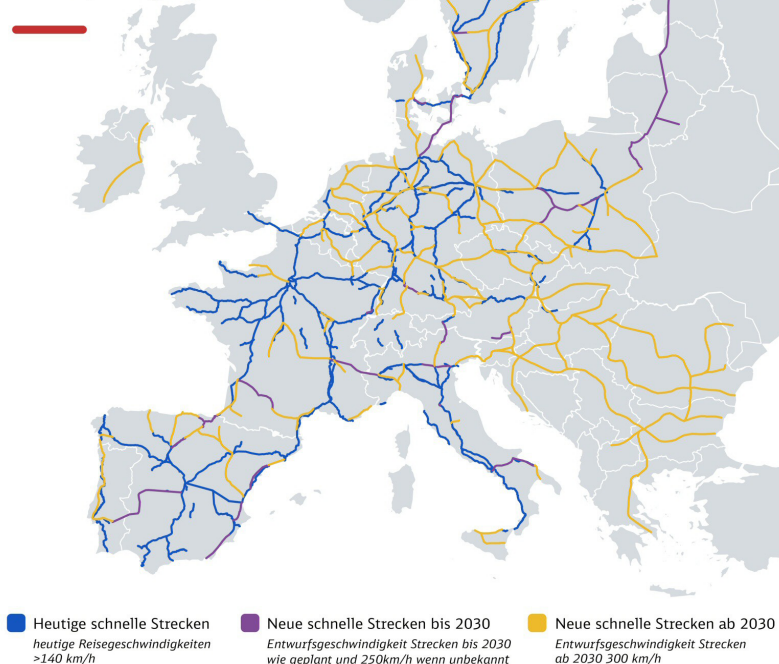 Heutige schnelle Strecken
heutige Reisegeschwindigkeiten
>140 km/h
Neue schnelle Strecken bis 2030
Entwurfsgeschwindigkeit Strecken bis 2030
wie geplant und 250km/h wenn unbekannt
Neue schnelle Strecken ab 2030
Entwurfsgeschwindigkeit Strecken
ab 2030 300 km/h